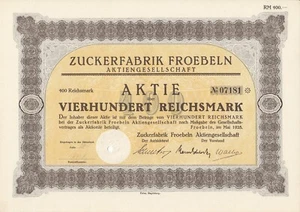 RM 400.—
ZUCKERFABRIK FROEBELN
AKTIENGESELLSCHAFT
400 Reichsmark
№ 07181
AKTIE
über
VIERHUNDERT REICHSMARK
Der Inhaber dieser Aktie ist mit dem Betrage von VIERHUNDERT REICHSMARK
bei der Zuckerfabrik Froebeln Aktiengesellschaft nach Maßgabe des Gesellschafts-
vertrages als Aktionär beteiligt.
Froebeln, im Mai 1928.
Zuckerfabrik Froebeln Aktiengesellschaft
Der Aufsichtsrat
Der Vorstand